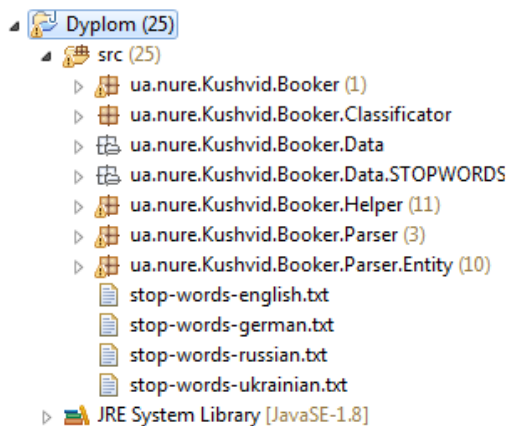 Dyplom (25)
src (25)
ua.nure.Kushvid.Booker (1)
ua.nure.Kushvid.Booker.Classificator
ua.nure.Kushvid.Booker.Data
ua.nure.Kushvid.Booker.Data.STOPWORDS
ua.nure.Kushvid.Booker.Helper (11)
ua.nure.Kushvid.Booker.Parser (3)
ua.nure.Kushvid.Booker.Parser.Entity (10)
stop-words-english.txt
stop-words-german.txt
stop-words-russian.txt
stop-words-ukrainian.txt
JRE System Library [JavaSE-1.8]